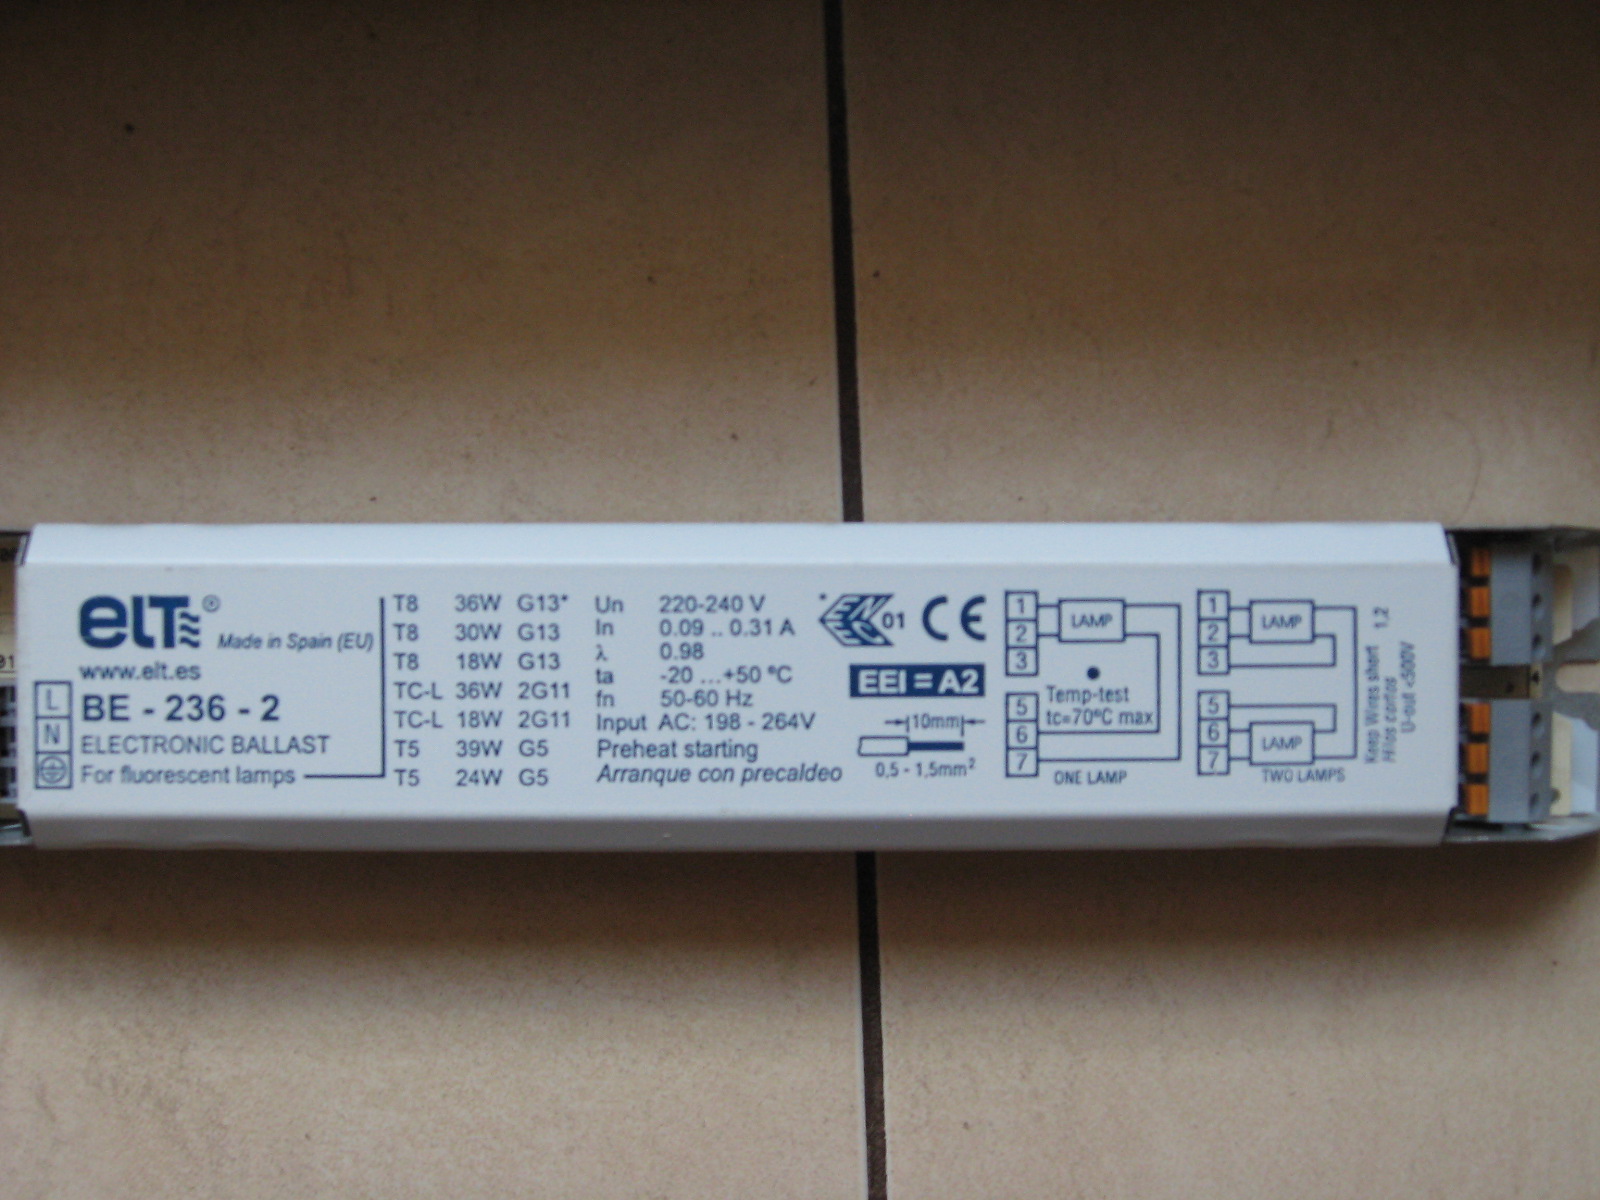 eLT®
Made in Spain (EU)
www.elt.es
L
N
BE - 236 - 2
ELECTRONIC BALLAST
For fluorescent lamps
T8 36W G13*
T8 30W G13
T8 18W G13
TC-L 36W 2G11
TC-L 18W 2G11
T5 39W G5
T5 24W G5
Un 220-240 V
In 0.09 .. 0.31 A
λ 0.98
ta -20 ...+50 ºC
fn 50-60 Hz
Input AC: 198 - 264V
Preheat starting
Arranque con precaldeo
* ENEC 01 CE
EEI = A2
10mm
0,5 - 1,5mm²
1
2
3
5
6
7
LAMP
Temp-test
tc=70ºC max
ONE LAMP
1
2
3
5
6
7
LAMP
LAMP
TWO LAMPS
Keep Wires short 1,2
Hilos cortos
U-out <500V
4